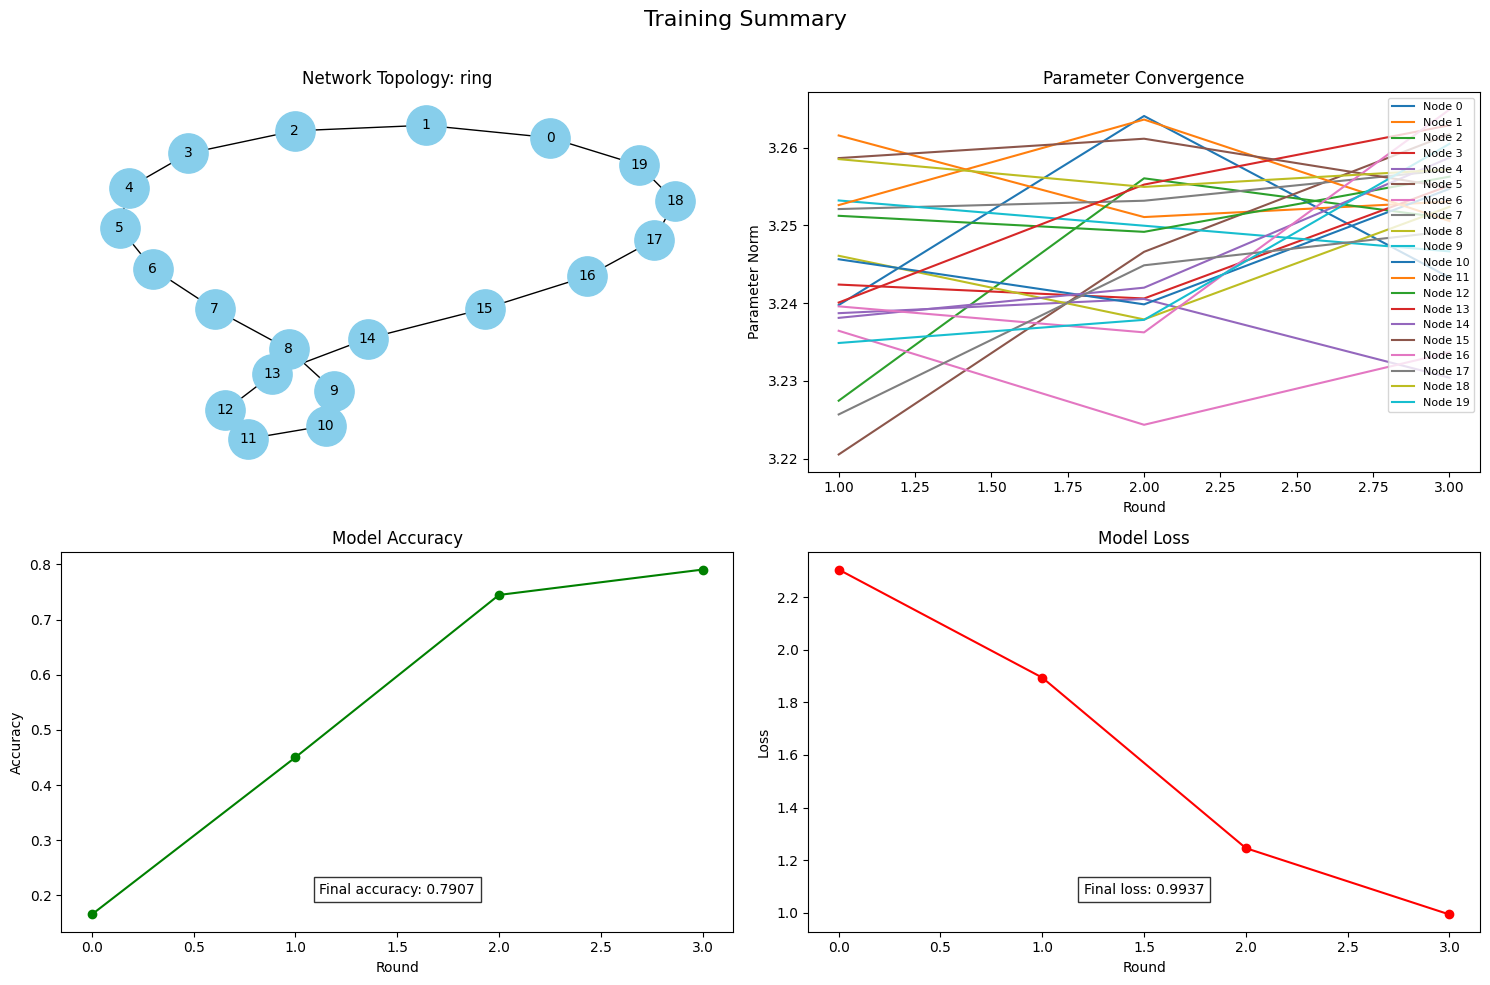 Training Summary
Network Topology: ring
0
1
2
3
4
5
6
7
8
9
10
11
12
13
14
15
16
17
18
19
Parameter Convergence
Parameter Norm
3.26
3.25
3.24
3.23
3.22
1.00 1.25 1.50 1.75 2.00 2.25 2.50 2.75 3.00
Round
Node 0
Node 1
Node 2
Node 3
Node 4
Node 5
Node 6
Node 7
Node 8
Node 9
Node 10
Node 11
Node 12
Node 13
Node 14
Node 15
Node 16
Node 17
Node 18
Node 19
Model Accuracy
Accuracy
0.8
0.7
0.6
0.5
0.4
0.3
0.2
Final accuracy: 0.7907
0.0 0.5 1.0 1.5 2.0 2.5 3.0
Round
Model Loss
Loss
2.2
2.0
1.8
1.6
1.4
1.2
1.0
Final loss: 0.9937
0.0 0.5 1.0 1.5 2.0 2.5 3.0
Round